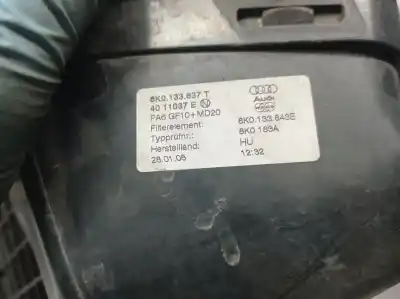 8K0.133.837 T
40 11037 E N
PA6 GF10+MD20
Filterelement: 8K0.133.843E
Typprüfnr.: 8K0 183A
Herstelland: HU
28.01.08 12:32
Audi